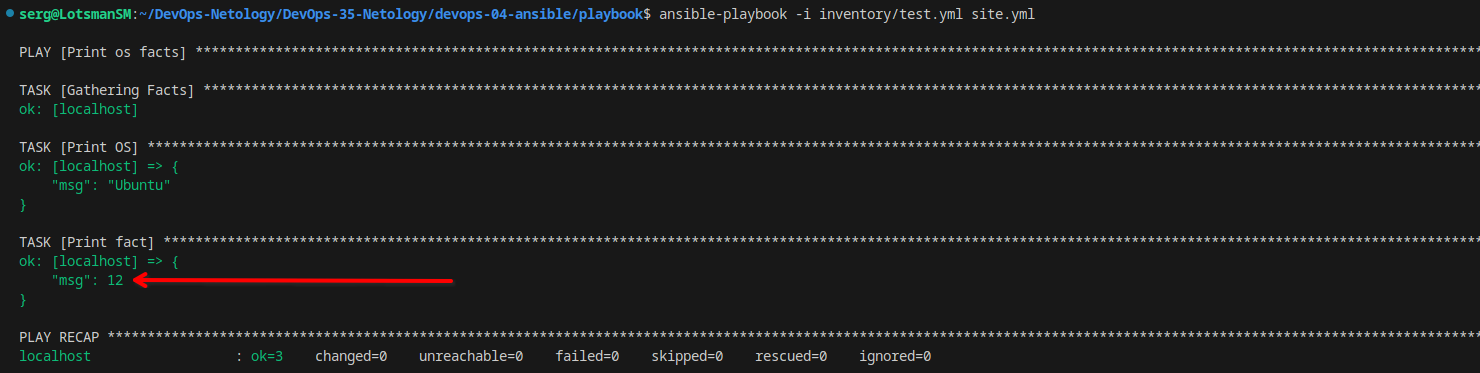 serg@LotsmanSM:~/DevOps-Netology/DevOps-35-Netology/devops-04-ansible/playbook$ ansible-playbook -i inventory/test.yml site.yml
PLAY [Print os facts] ****************************************************************************************************************************************************************
TASK [Gathering Facts] ***************************************************************************************************************************************************************
ok: [localhost]
TASK [Print OS] **********************************************************************************************************************************************************************
ok: [localhost] => {
    "msg": "Ubuntu"
}
TASK [Print fact] ********************************************************************************************************************************************************************
ok: [localhost] => {
    "msg": 12
}
PLAY RECAP ***************************************************************************************************************************************************************************
localhost                  : ok=3    changed=0    unreachable=0    failed=0    skipped=0    rescued=0    ignored=0